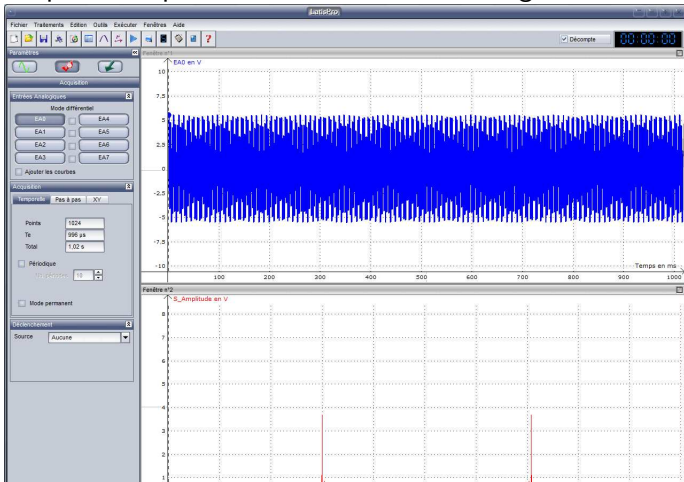 LatisPro
Fichier Traitements Edition Outils Exécuter Fenêtres Aide
Décompte
00:00:00
Paramètres
Acquisition
Entrées Analogiques
Mode différentiel
EA0 EA4
EA1 EA5
EA2 EA6
EA3 EA7
Ajouter les courbes
Acquisition
Temporelle Pas à pas XY
Points 1024
Te 996 µs
Total 1,02 s
Périodique
10
Mode permanent
Déclenchement
Source Aucune
Fenêtre n°1
EA0 en V
10
7.5
5
2.5
0
-2.5
-5
-7.5
-10
Temps en ms
100 200 300 400 500 600 700 800 900 1000
Fenêtre n°2
S_Amplitude en V
8
7
6
5
4
3
2
1